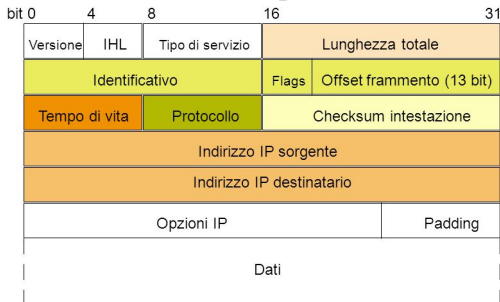 bit 0 4 8 16 31
Versione IHL Tipo di servizio Lunghezza totale
Identificativo Flags Offset frammento (13 bit)
Tempo di vita Protocollo Checksum intestazione
Indirizzo IP sorgente
Indirizzo IP destinatario
Opzioni IP Padding
Dati